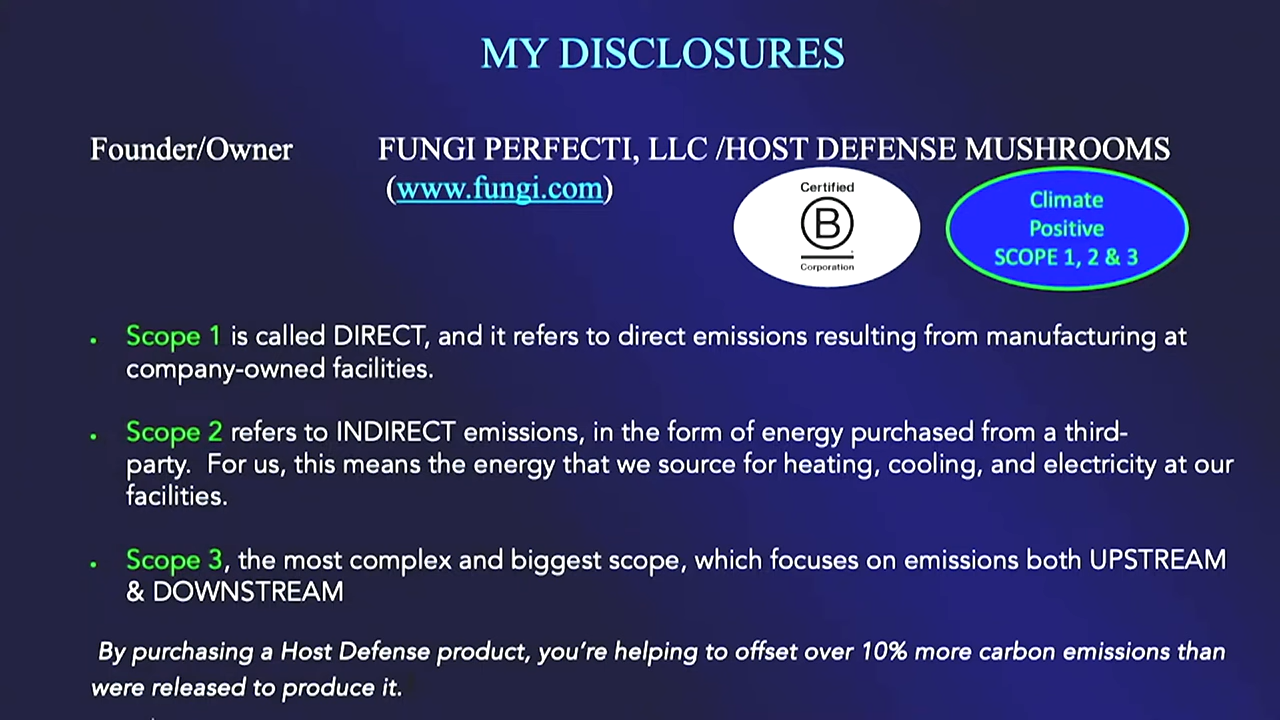 MY DISCLOSURES
Founder/Owner FUNGI PERFECTI, LLC /HOST DEFENSE MUSHROOMS
(www.fungi.com)
Certified
B
Corporation
Climate
Positive
SCOPE 1, 2 & 3
• Scope 1 is called DIRECT, and it refers to direct emissions resulting from manufacturing at
company-owned facilities.
• Scope 2 refers to INDIRECT emissions, in the form of energy purchased from a third-
party. For us, this means the energy that we source for heating, cooling, and electricity at our
facilities.
• Scope 3, the most complex and biggest scope, which focuses on emissions both UPSTREAM
& DOWNSTREAM
By purchasing a Host Defense product, you’re helping to offset over 10% more carbon emissions than
were released to produce it.